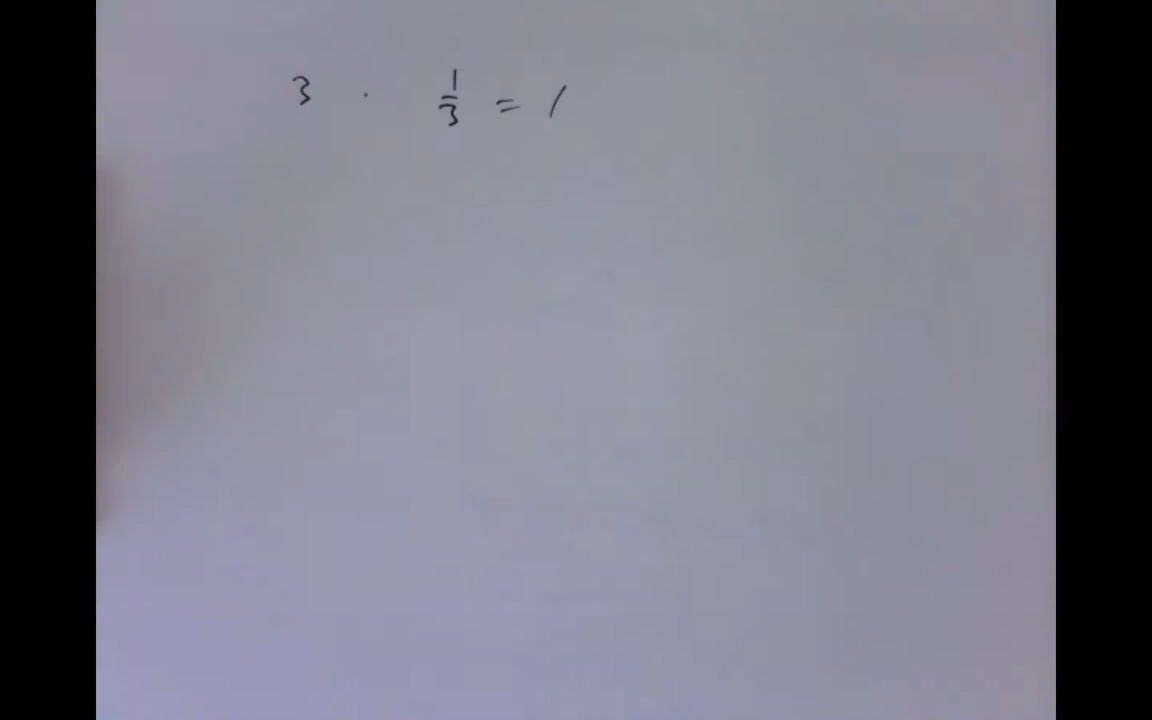 3 · 1/3 = 1